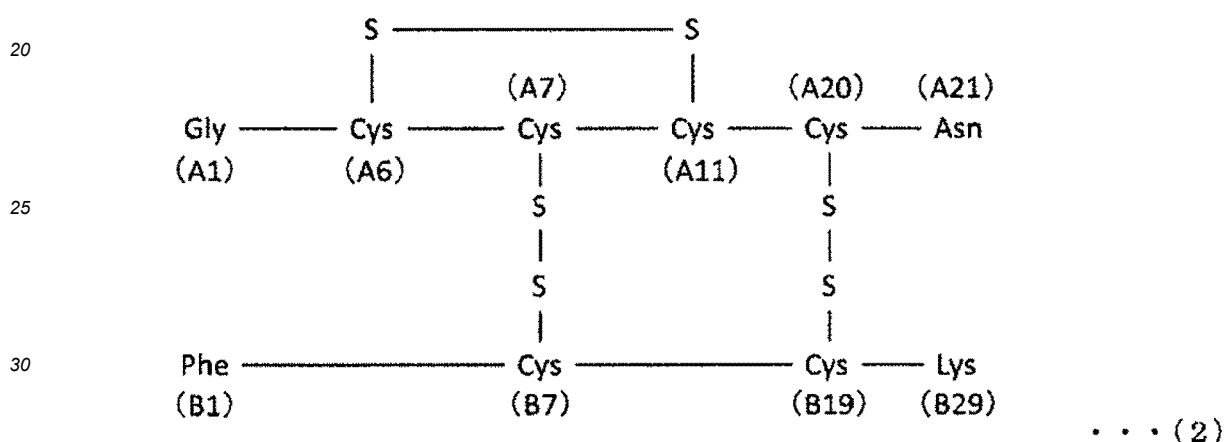 20 S S
(A7) (A20) (A21)
Gly Cys Cys Cys Cys Asn
(A1) (A6) (A11)
25 S S
S S
30 Phe Cys Cys Lys
(B1) (B7) (B19) (B29)
・・・(2)